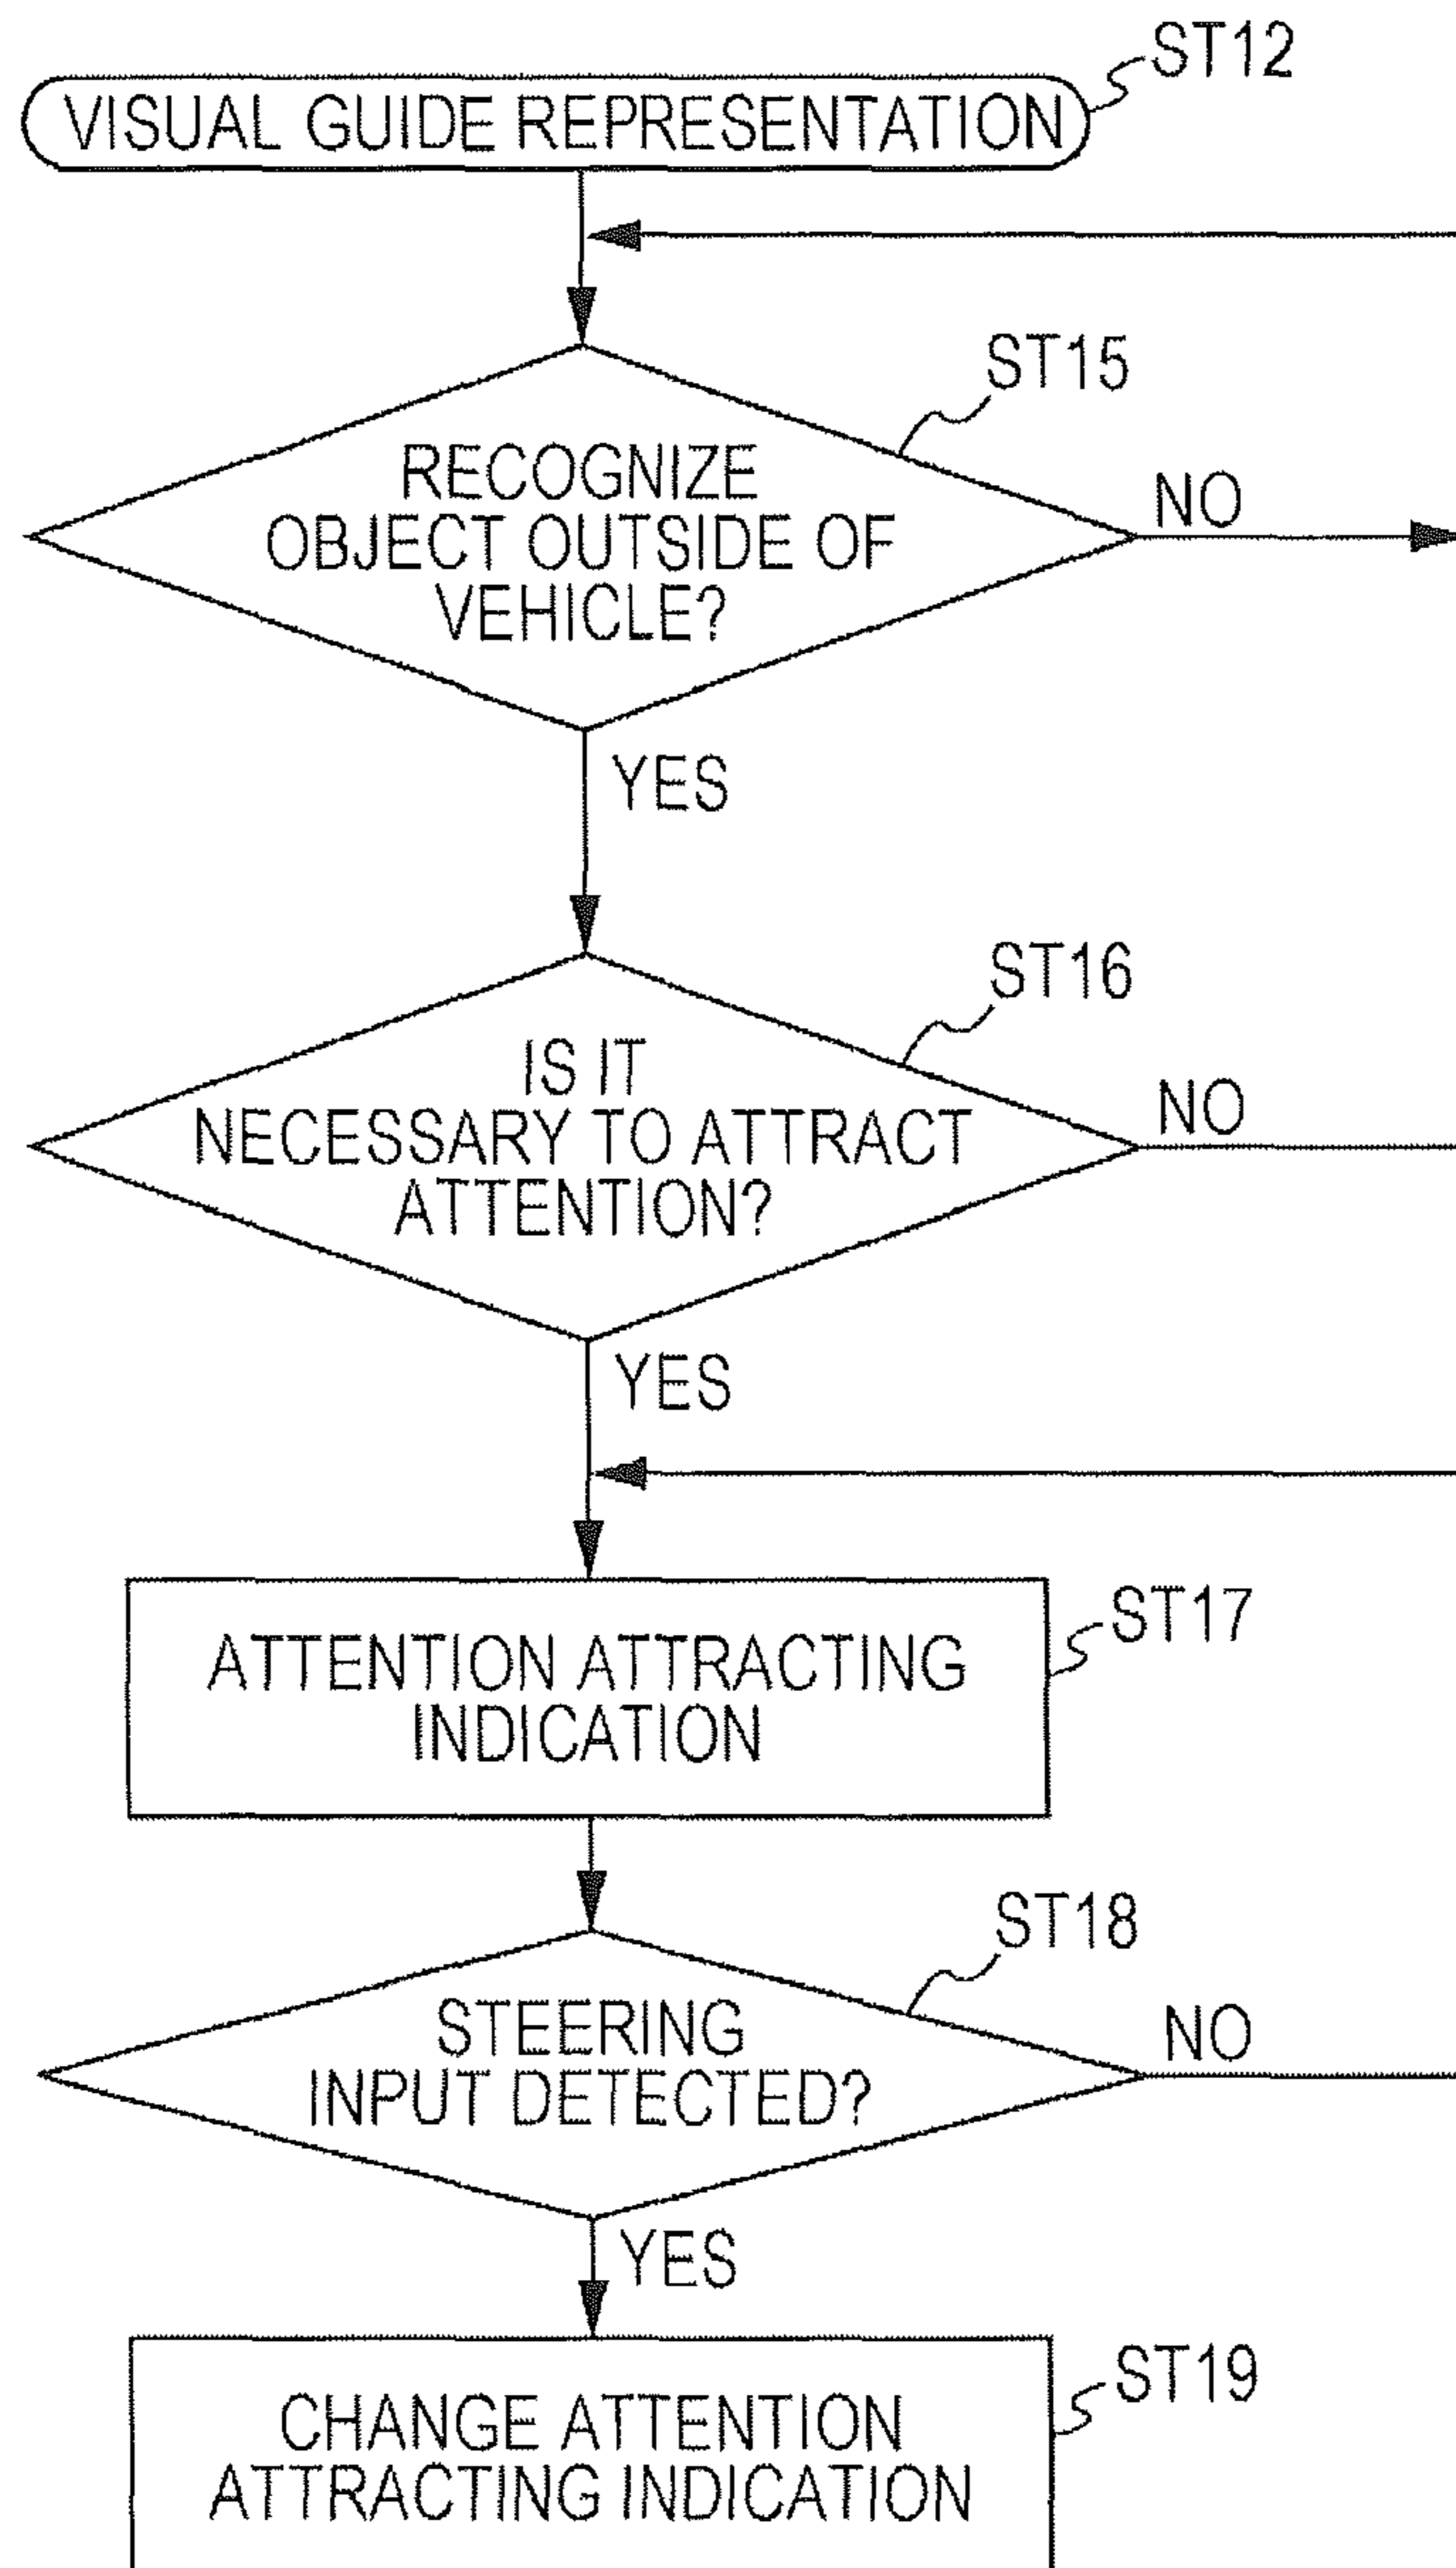 ST12
VISUAL GUIDE REPRESENTATION
ST15
RECOGNIZE
OBJECT OUTSIDE OF
VEHICLE?
NO
YES
ST16
IS IT
NECESSARY TO ATTRACT
ATTENTION?
NO
YES
ST17
ATTENTION ATTRACTING
INDICATION
ST18
STEERING
INPUT DETECTED?
NO
YES
ST19
CHANGE ATTENTION
ATTRACTING INDICATION